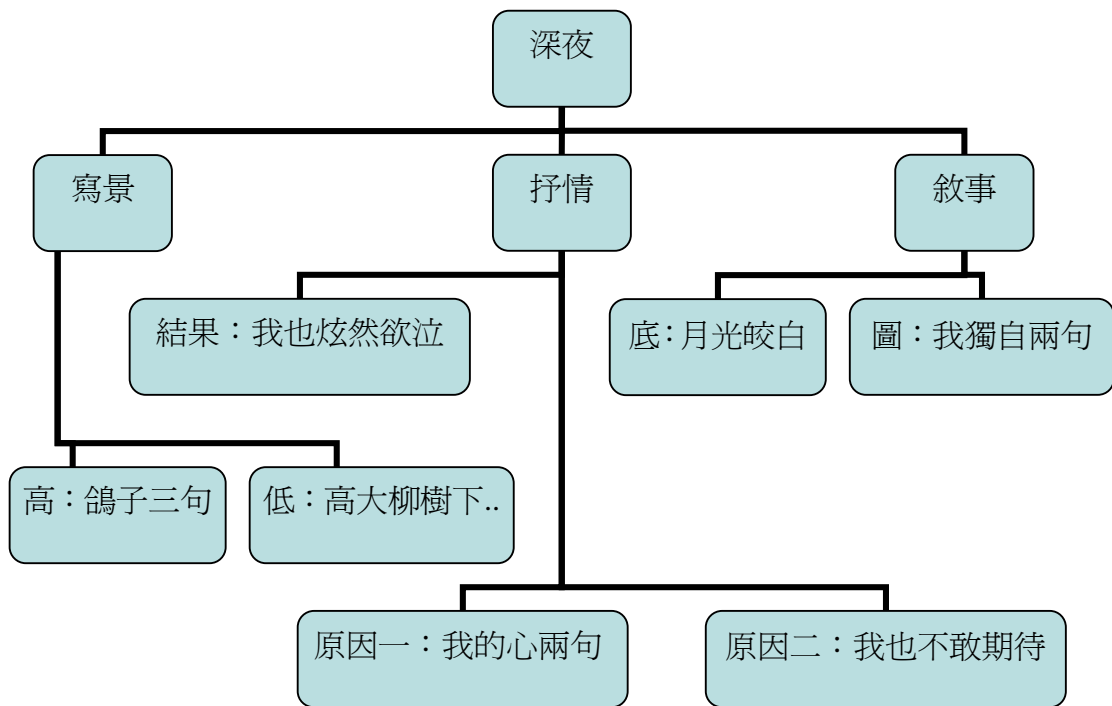 深夜
寫景
抒情
敘事
結果：我也炫然欲泣
底：月光皎白
圖：我獨自兩句
高：鴿子三句
低：高大柳樹下..
原因一：我的心兩句
原因二：我也不敢期待